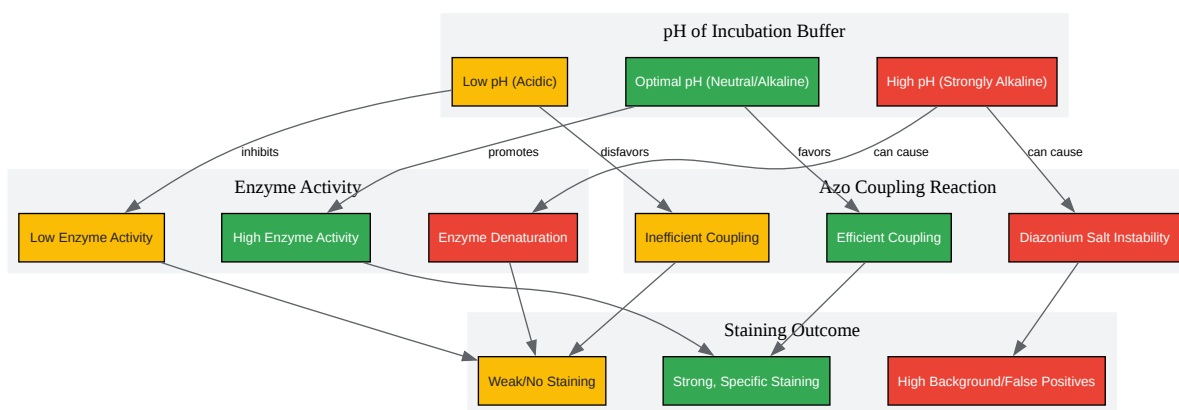 pH of Incubation Buffer
Low pH (Acidic)
Optimal pH (Neutral/Alkaline)
High pH (Strongly Alkaline)
inhibits
promotes
disfavors
favors
can cause
can cause
Enzyme Activity
Azo Coupling Reaction
Low Enzyme Activity
High Enzyme Activity
Enzyme Denaturation
Inefficient Coupling
Efficient Coupling
Diazonium Salt Instability
Staining Outcome
Weak/No Staining
Strong, Specific Staining
High Background/False Positives